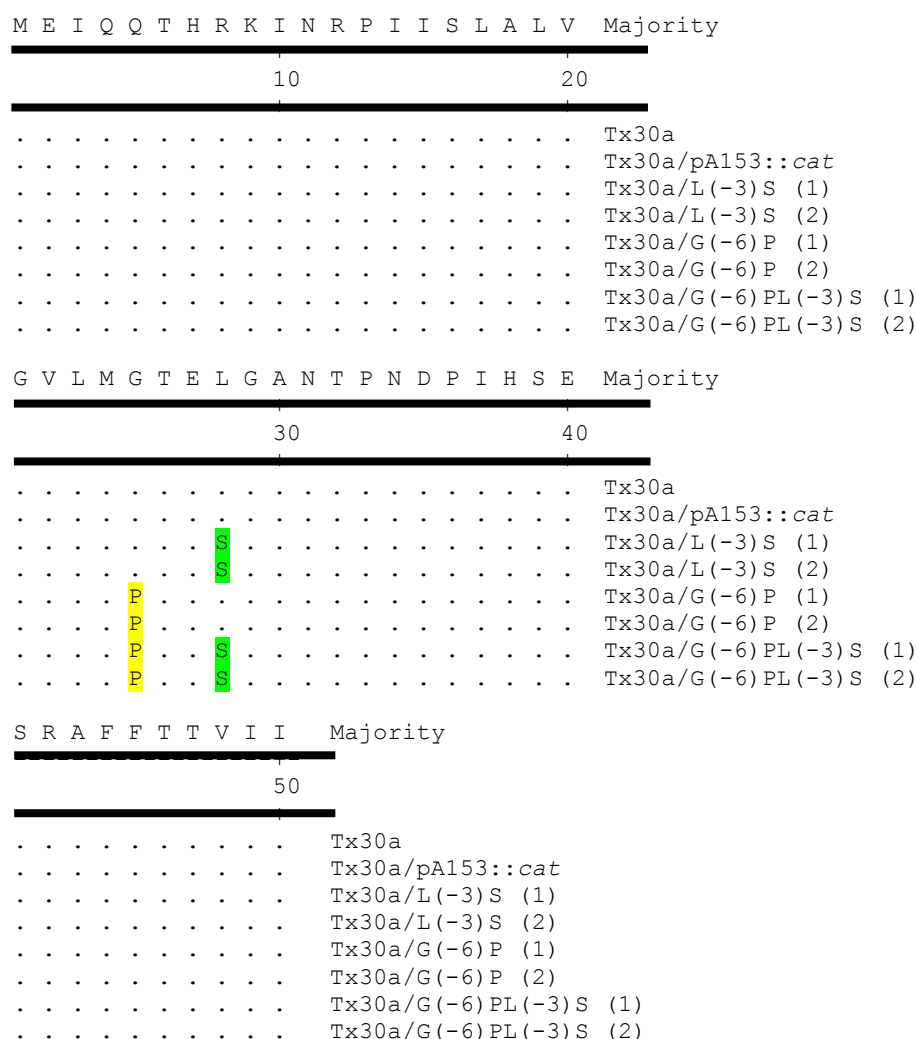 M E I Q Q T H R K I N R P I I S L A L V Majority
10 20
. . . . . . . . . . . . . . . . . . . . Tx30a
. . . . . . . . . . . . . . . . . . . . Tx30a/pA153::cat
. . . . . . . . . . . . . . . . . . . . Tx30a/L(-3)S (1)
. . . . . . . . . . . . . . . . . . . . Tx30a/L(-3)S (2)
. . . . . . . . . . . . . . . . . . . . Tx30a/G(-6)P (1)
. . . . . . . . . . . . . . . . . . . . Tx30a/G(-6)P (2)
. . . . . . . . . . . . . . . . . . . . Tx30a/G(-6)PL(-3)S (1)
. . . . . . . . . . . . . . . . . . . . Tx30a/G(-6)PL(-3)S (2)
G V L M G T E L G A N T P N D P I H S E Majority
30 40
. . . . . . . . . . . . . . . . . . . . Tx30a
. . . . . . . . . . . . . . . . . . . . Tx30a/pA153::cat
. . . . . . . S . . . . . . . . . . . . Tx30a/L(-3)S (1)
. . . . . . . S . . . . . . . . . . . . Tx30a/L(-3)S (2)
. . . . P . . . . . . . . . . . . . . . Tx30a/G(-6)P (1)
. . . . P . . . . . . . . . . . . . . . Tx30a/G(-6)P (2)
. . . . P . . S . . . . . . . . . . . . Tx30a/G(-6)PL(-3)S (1)
. . . . P . . S . . . . . . . . . . . . Tx30a/G(-6)PL(-3)S (2)
S R A F F T T V I I Majority
50
. . . . . . . . . . Tx30a
. . . . . . . . . . Tx30a/pA153::cat
. . . . . . . . . . Tx30a/L(-3)S (1)
. . . . . . . . . . Tx30a/L(-3)S (2)
. . . . . . . . . . Tx30a/G(-6)P (1)
. . . . . . . . . . Tx30a/G(-6)P (2)
. . . . . . . . . . Tx30a/G(-6)PL(-3)S (1)
. . . . . . . . . . Tx30a/G(-6)PL(-3)S (2)